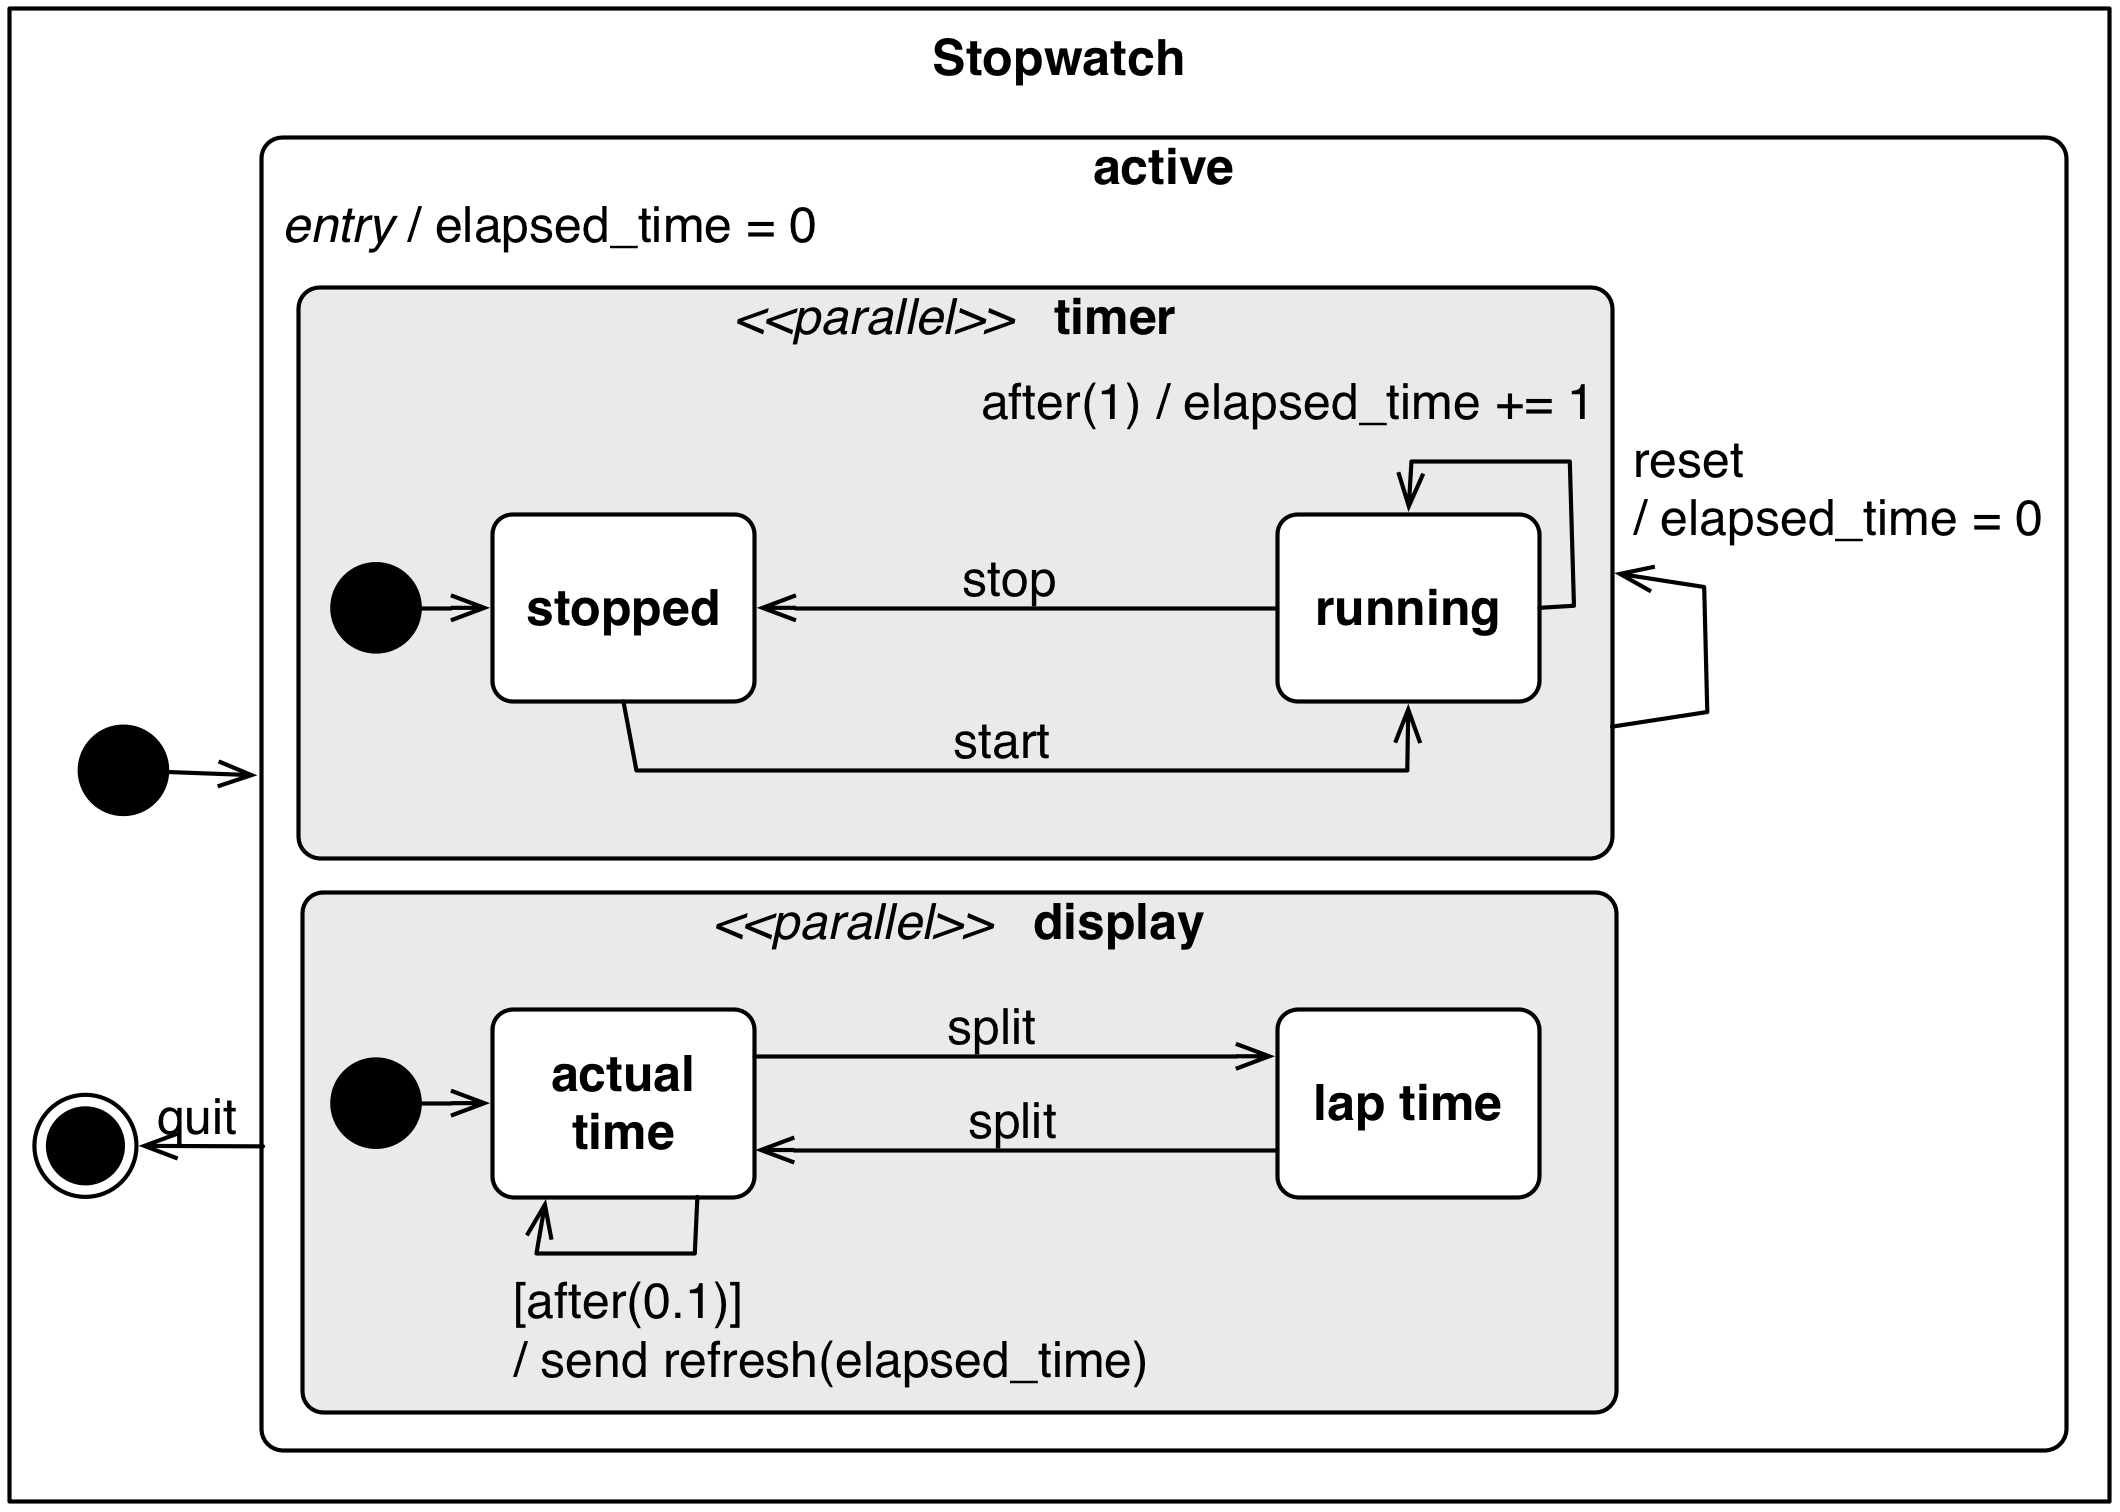 Stopwatch
active
entry / elapsed_time = 0
<<parallel>> timer
after(1) / elapsed_time += 1
reset
/ elapsed_time = 0
stopped
stop
running
start
<<parallel>> display
actual
time
split
split
lap time
quit
[after(0.1)]
/ send refresh(elapsed_time)